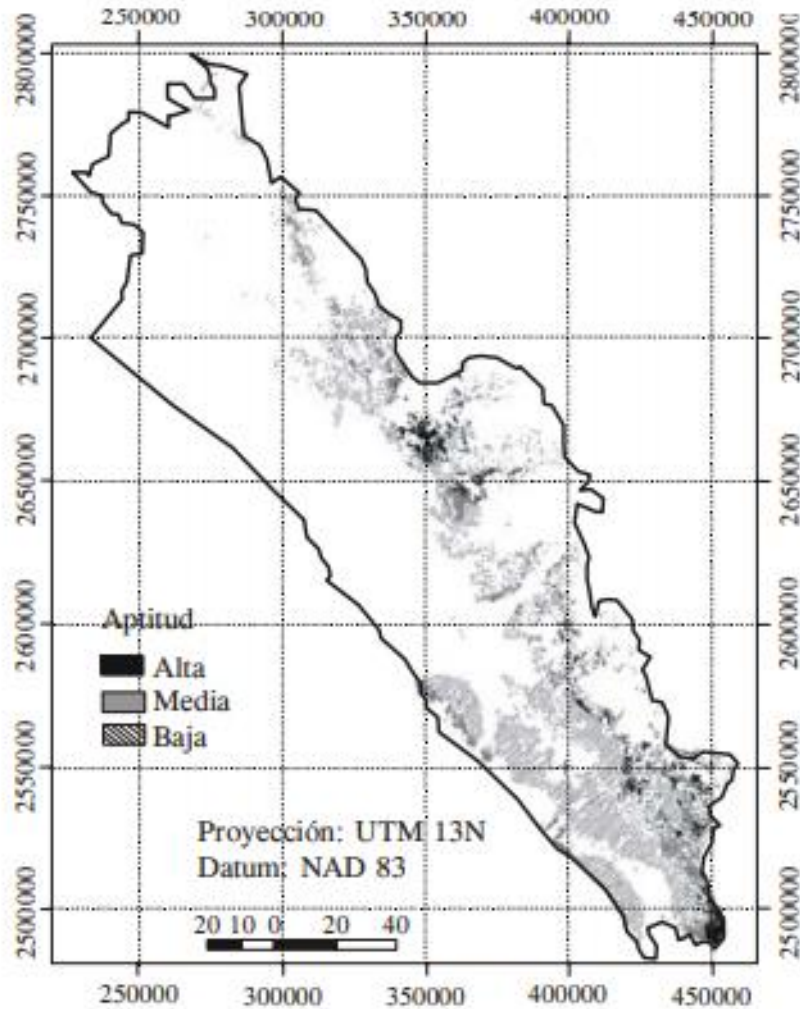 250000 300000 350000 400000 450000
2800000 2800000
2750000 2750000
2700000 2700000
2650000 2650000
2600000 2600000
Aptitud
Alta
Media
Baja
2550000 2550000
Proyección: UTM 13N
Datum: NAD 83
2500000 2500000
20 10 0 20 40
250000 300000 350000 400000 450000